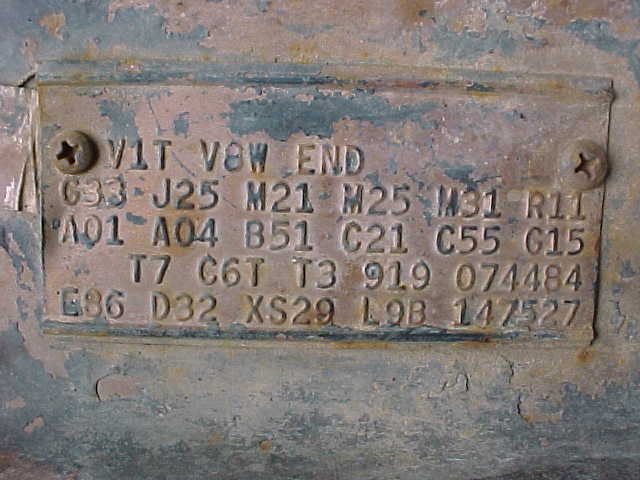 V1T V8W END
G33 J25 M21 M25 M31 R11
A01 A04 B51 C21 C55 G15
T7 C6T T3 919 074484
E86 D32 XS29 L9B 147527